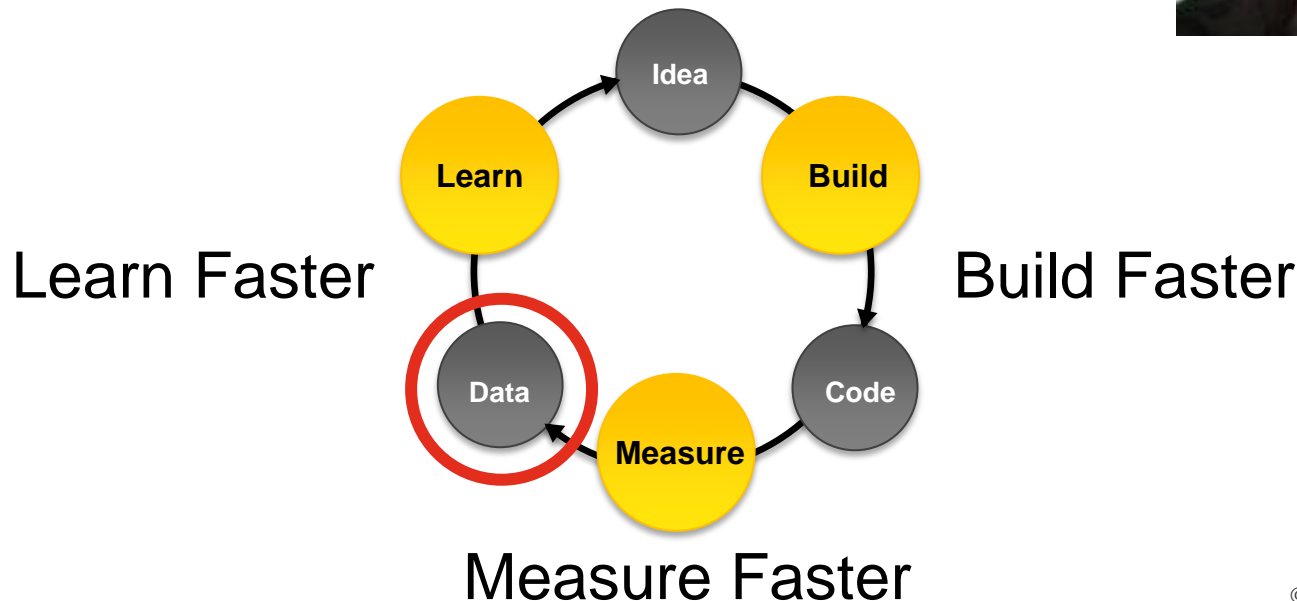 Idea
Learn
Build
Learn Faster
Build Faster
Data
Code
Measure
Measure Faster
©